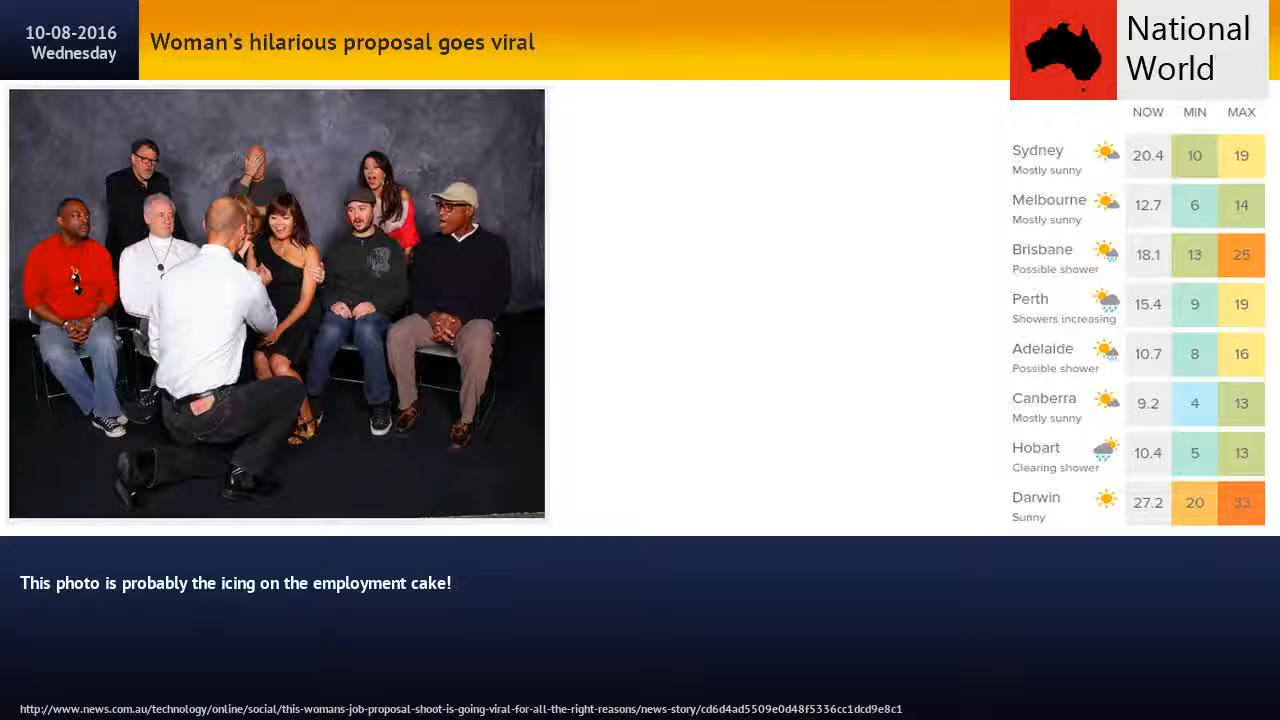 10-08-2016
Wednesday
Woman's hilarious proposal goes viral
National
World
NOW MIN MAX
Sydney 20.4 10 19
Mostly sunny
Melbourne 12.7 6 14
Mostly sunny
Brisbane 18.1 13 25
Possible shower
Perth 15.4 9 19
Showers increasing
Adelaide 10.7 8 16
Possible shower
Canberra 9.2 4 13
Mostly sunny
Hobart 10.4 5 13
Clearing shower
Darwin 27.2 20 33
Sunny
This photo is probably the icing on the employment cake!
http://www.news.com.au/technology/online/social/this-womans-job-proposal-shoot-is-going-viral-for-all-the-right-reasons/news-story/cd6d4ad5509e0d48f5336cc1dcd9e8c1